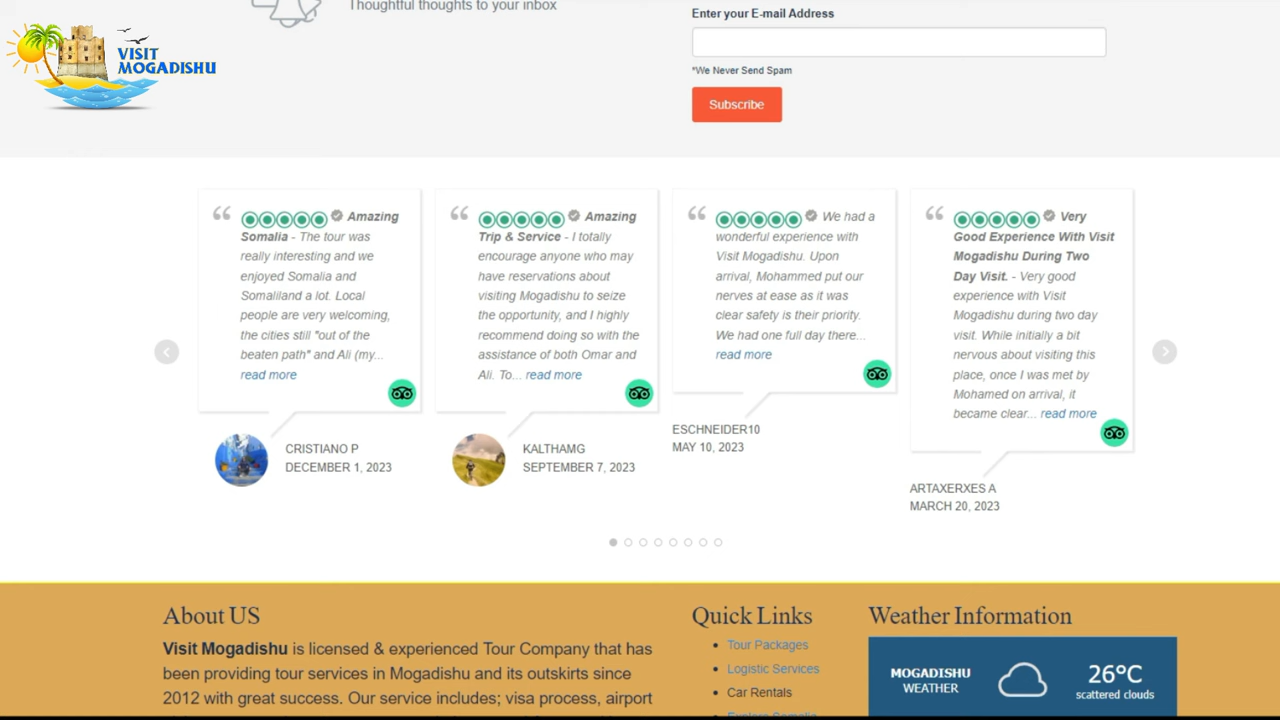 Thoughtful thoughts to your inbox
VISIT
MOGADISHU
Enter your E-mail Address
*We Never Send Spam
Subscribe
Amazing
Somalia - The tour was
really interesting and we
enjoyed Somalia and
Somaliland a lot. Local
people are very welcoming,
the cities still "out of the
beaten path" and Ali (my...
read more
CRISTIANO P
DECEMBER 1, 2023
Amazing
Trip & Service - I totally
encourage anyone who may
have reservations about
visiting Mogadishu to seize
the opportunity, and I highly
recommend doing so with the
assistance of both Omar and
Ali. To... read more
KALTHAMG
SEPTEMBER 7, 2023
We had a
wonderful experience with
Visit Mogadishu. Upon
arrival, Mohammed put our
nerves at ease as it was
clear safety is their priority.
We had one full day there...
read more
ESCHNEIDER10
MAY 10, 2023
Very
Good Experience With Visit
Mogadishu During Two
Day Visit. - Very good
experience with Visit
Mogadishu during two day
visit. While initially a bit
nervous about visiting this
place, once I was met by
Mohamed on arrival, it
became clear... read more
ARTAXERXES A
MARCH 20, 2023
About US
Visit Mogadishu is licensed & experienced Tour Company that has
been providing tour services in Mogadishu and its outskirts since
2012 with great success. Our service includes; visa process, airport
Quick Links
Tour Packages
Logistic Services
Car Rentals
Weather Information
MOGADISHU
WEATHER
26°C
scattered clouds